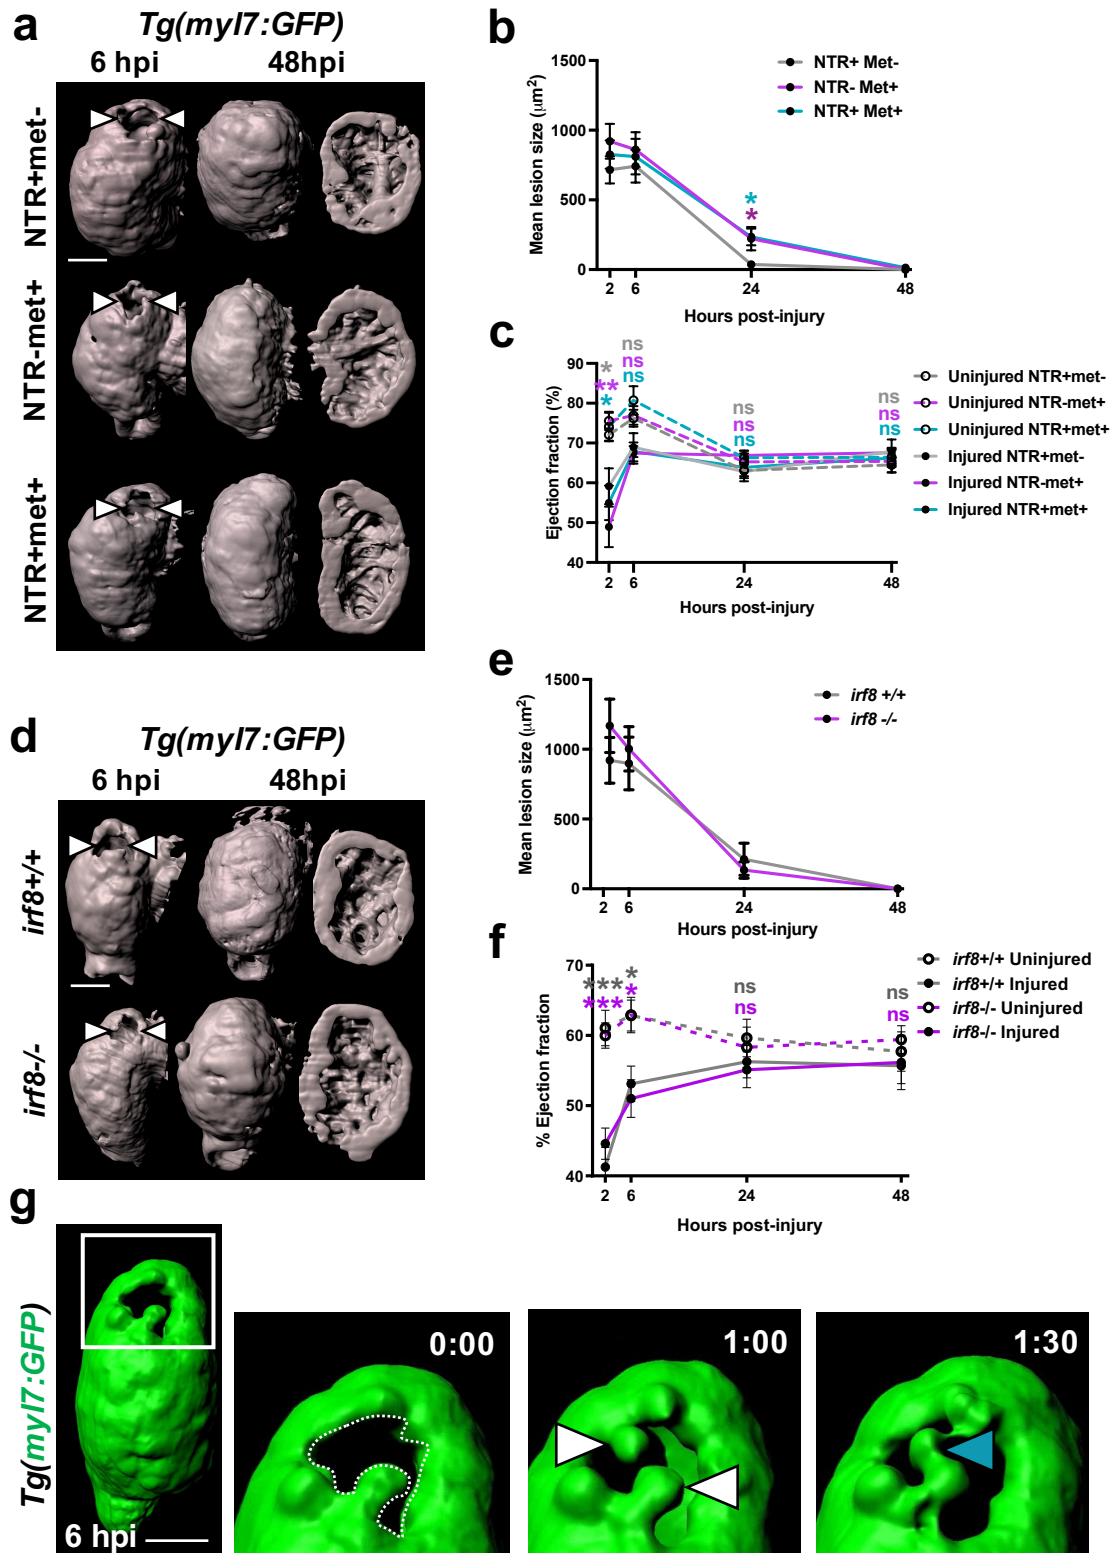 a
Tg(myl7:GFP)
6 hpi
48hpi
NTR+met-
NTR-met+
NTR+met+
b
Mean lesion size (μm2)
1500
1000
500
0
2
6
24
48
Hours post-injury
NTR+ Met-
NTR- Met+
NTR+ Met+
*
*
c
Ejection fraction (%)
90
80
70
60
50
40
2
6
24
48
Hours post-injury
*
**
*
ns
ns
ns
ns
ns
ns
ns
ns
ns
Uninjured NTR+met-
Uninjured NTR-met+
Uninjured NTR+met+
Injured NTR+met-
Injured NTR-met+
Injured NTR+met+
d
Tg(myl7:GFP)
6 hpi
48hpi
irf8+/+
irf8-/-
e
Mean lesion size (μm2)
1500
1000
500
0
2
6
24
48
Hours post-injury
irf8 +/+
irf8 -/-
f
% Ejection fraction
70
60
50
40
2
6
24
48
Hours post-injury
***
***
*
*
ns
ns
ns
ns
irf8+/+ Uninjured
irf8+/+ Injured
irf8-/- Uninjured
irf8-/- Injured
g
Tg(myl7:GFP)
6 hpi
0:00
1:00
1:30